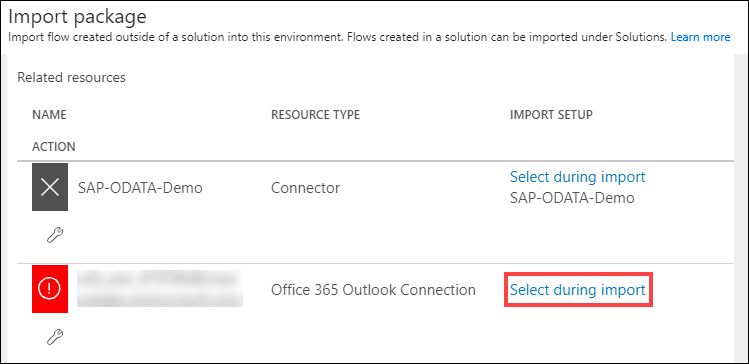 Import package
Import flow created outside of a solution into this environment. Flows created in a solution can be imported under Solutions. Learn more
Related resources
NAME RESOURCE TYPE IMPORT SETUP
ACTION
SAP-ODATA-Demo Connector Select during import
SAP-ODATA-Demo
Office 365 Outlook Connection Select during import